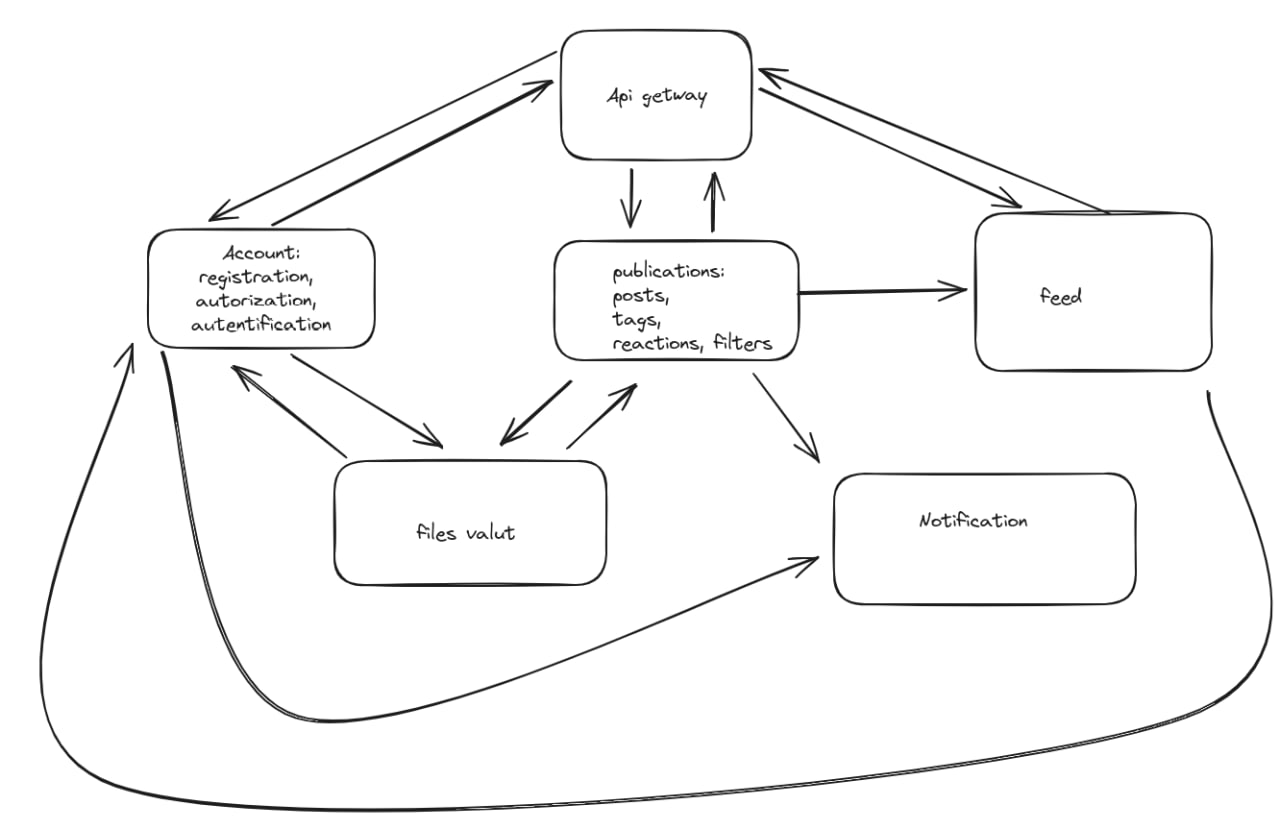 Api getway
Account:
registration,
autorization,
autentification
publications:
posts,
tags,
reactions, filters
feed
files valut
Notification